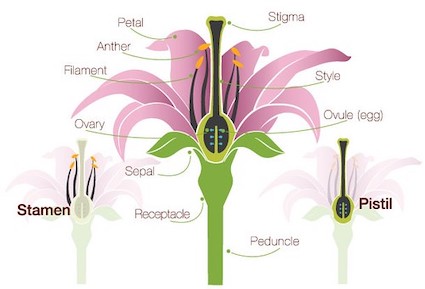 Petal
Stigma
Anther
Filament
Style
Ovary
Ovule (egg)
Sepal
Stamen
Receptacle
Pistil
Peduncle